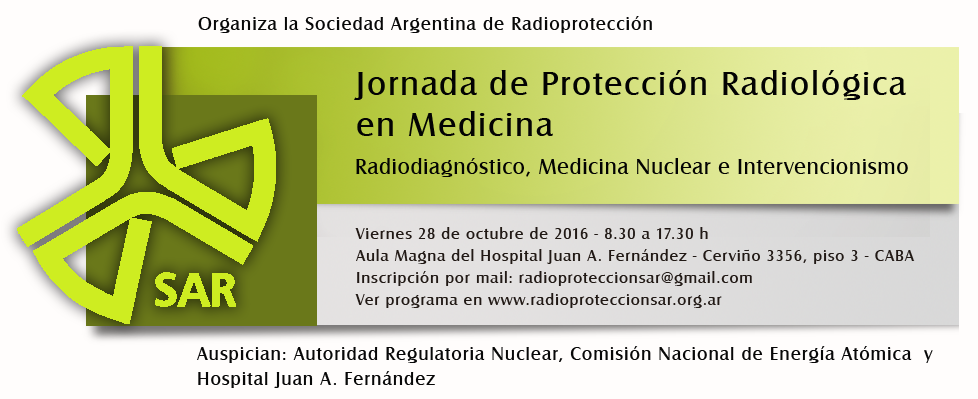 Organiza la Sociedad Argentina de Radioprotección
Jornada de Protección Radiológica
en Medicina
Radiodiagnóstico, Medicina Nuclear e Intervencionismo
Viernes 28 de octubre de 2016 - 8.30 a 17.30 h
Aula Magna del Hospital Juan A. Fernández - Cerviño 3356, piso 3 - CABA
Inscripción por mail: radioproteccionsar@gmail.com
Ver programa en www.radioproteccionsar.org.ar
SAR
Auspician: Autoridad Regulatoria Nuclear, Comisión Nacional de Energía Atómica y
Hospital Juan A. Fernández